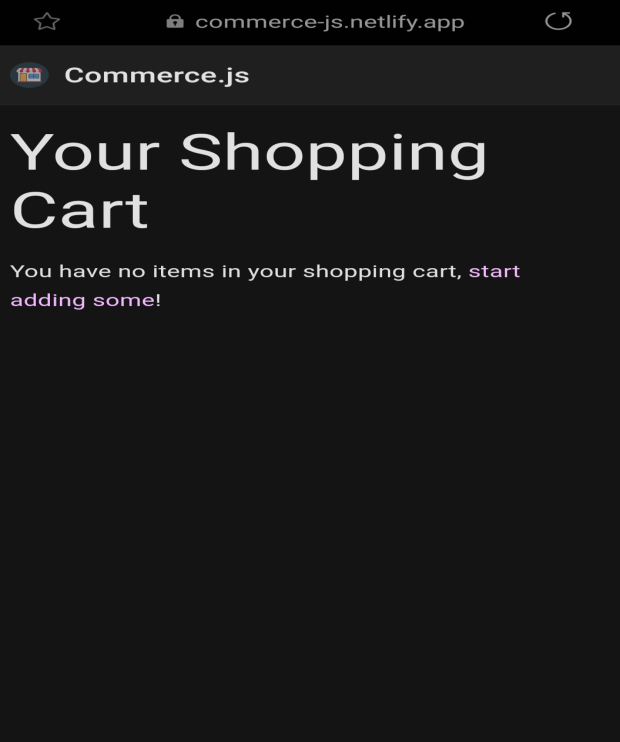 commerce-js.netlify.app
Commerce.js
Your Shopping
Cart
You have no items in your shopping cart, start
adding some!